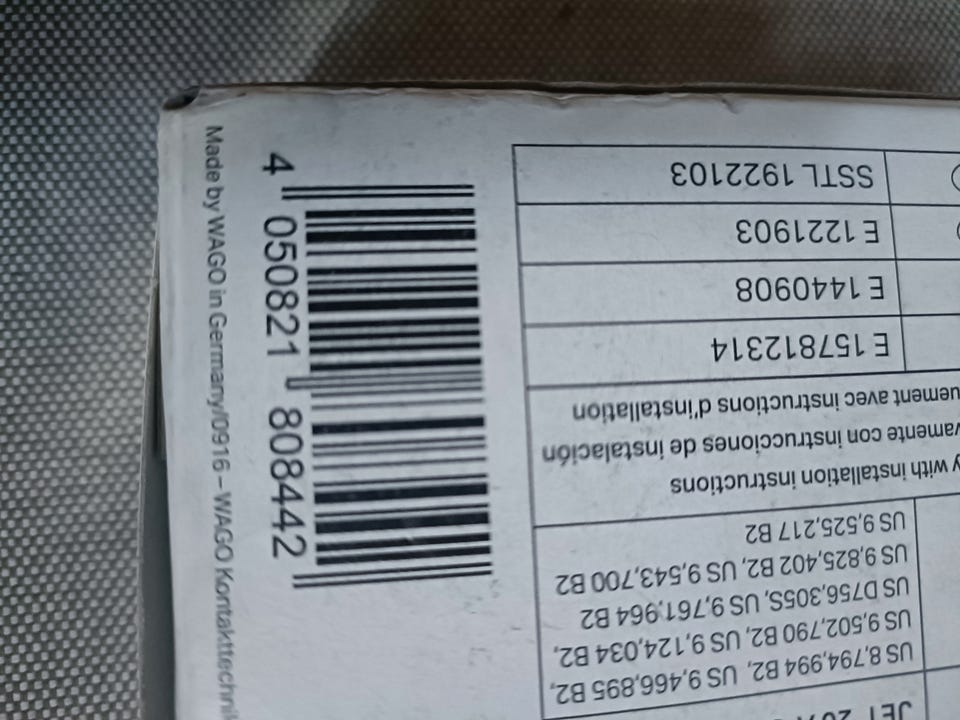 Made by WAGO in Germany/0916 – WAGO Kontakttechnik
4 050821 808442
JET
US 8,794,994 B2, US 9,466,895 B2,
US 9,502,790 B2, US 9,124,034 B2,
US D756,305S, US 9,761,964 B2
US 9,825,402 B2, US 9,543,700 B2
US 9,525,217 B2
with installation instructions
con instrucciones de instalación
avec instructions d'installation
E 157812314
E 1440908
E 1221903
SSTL 1922103